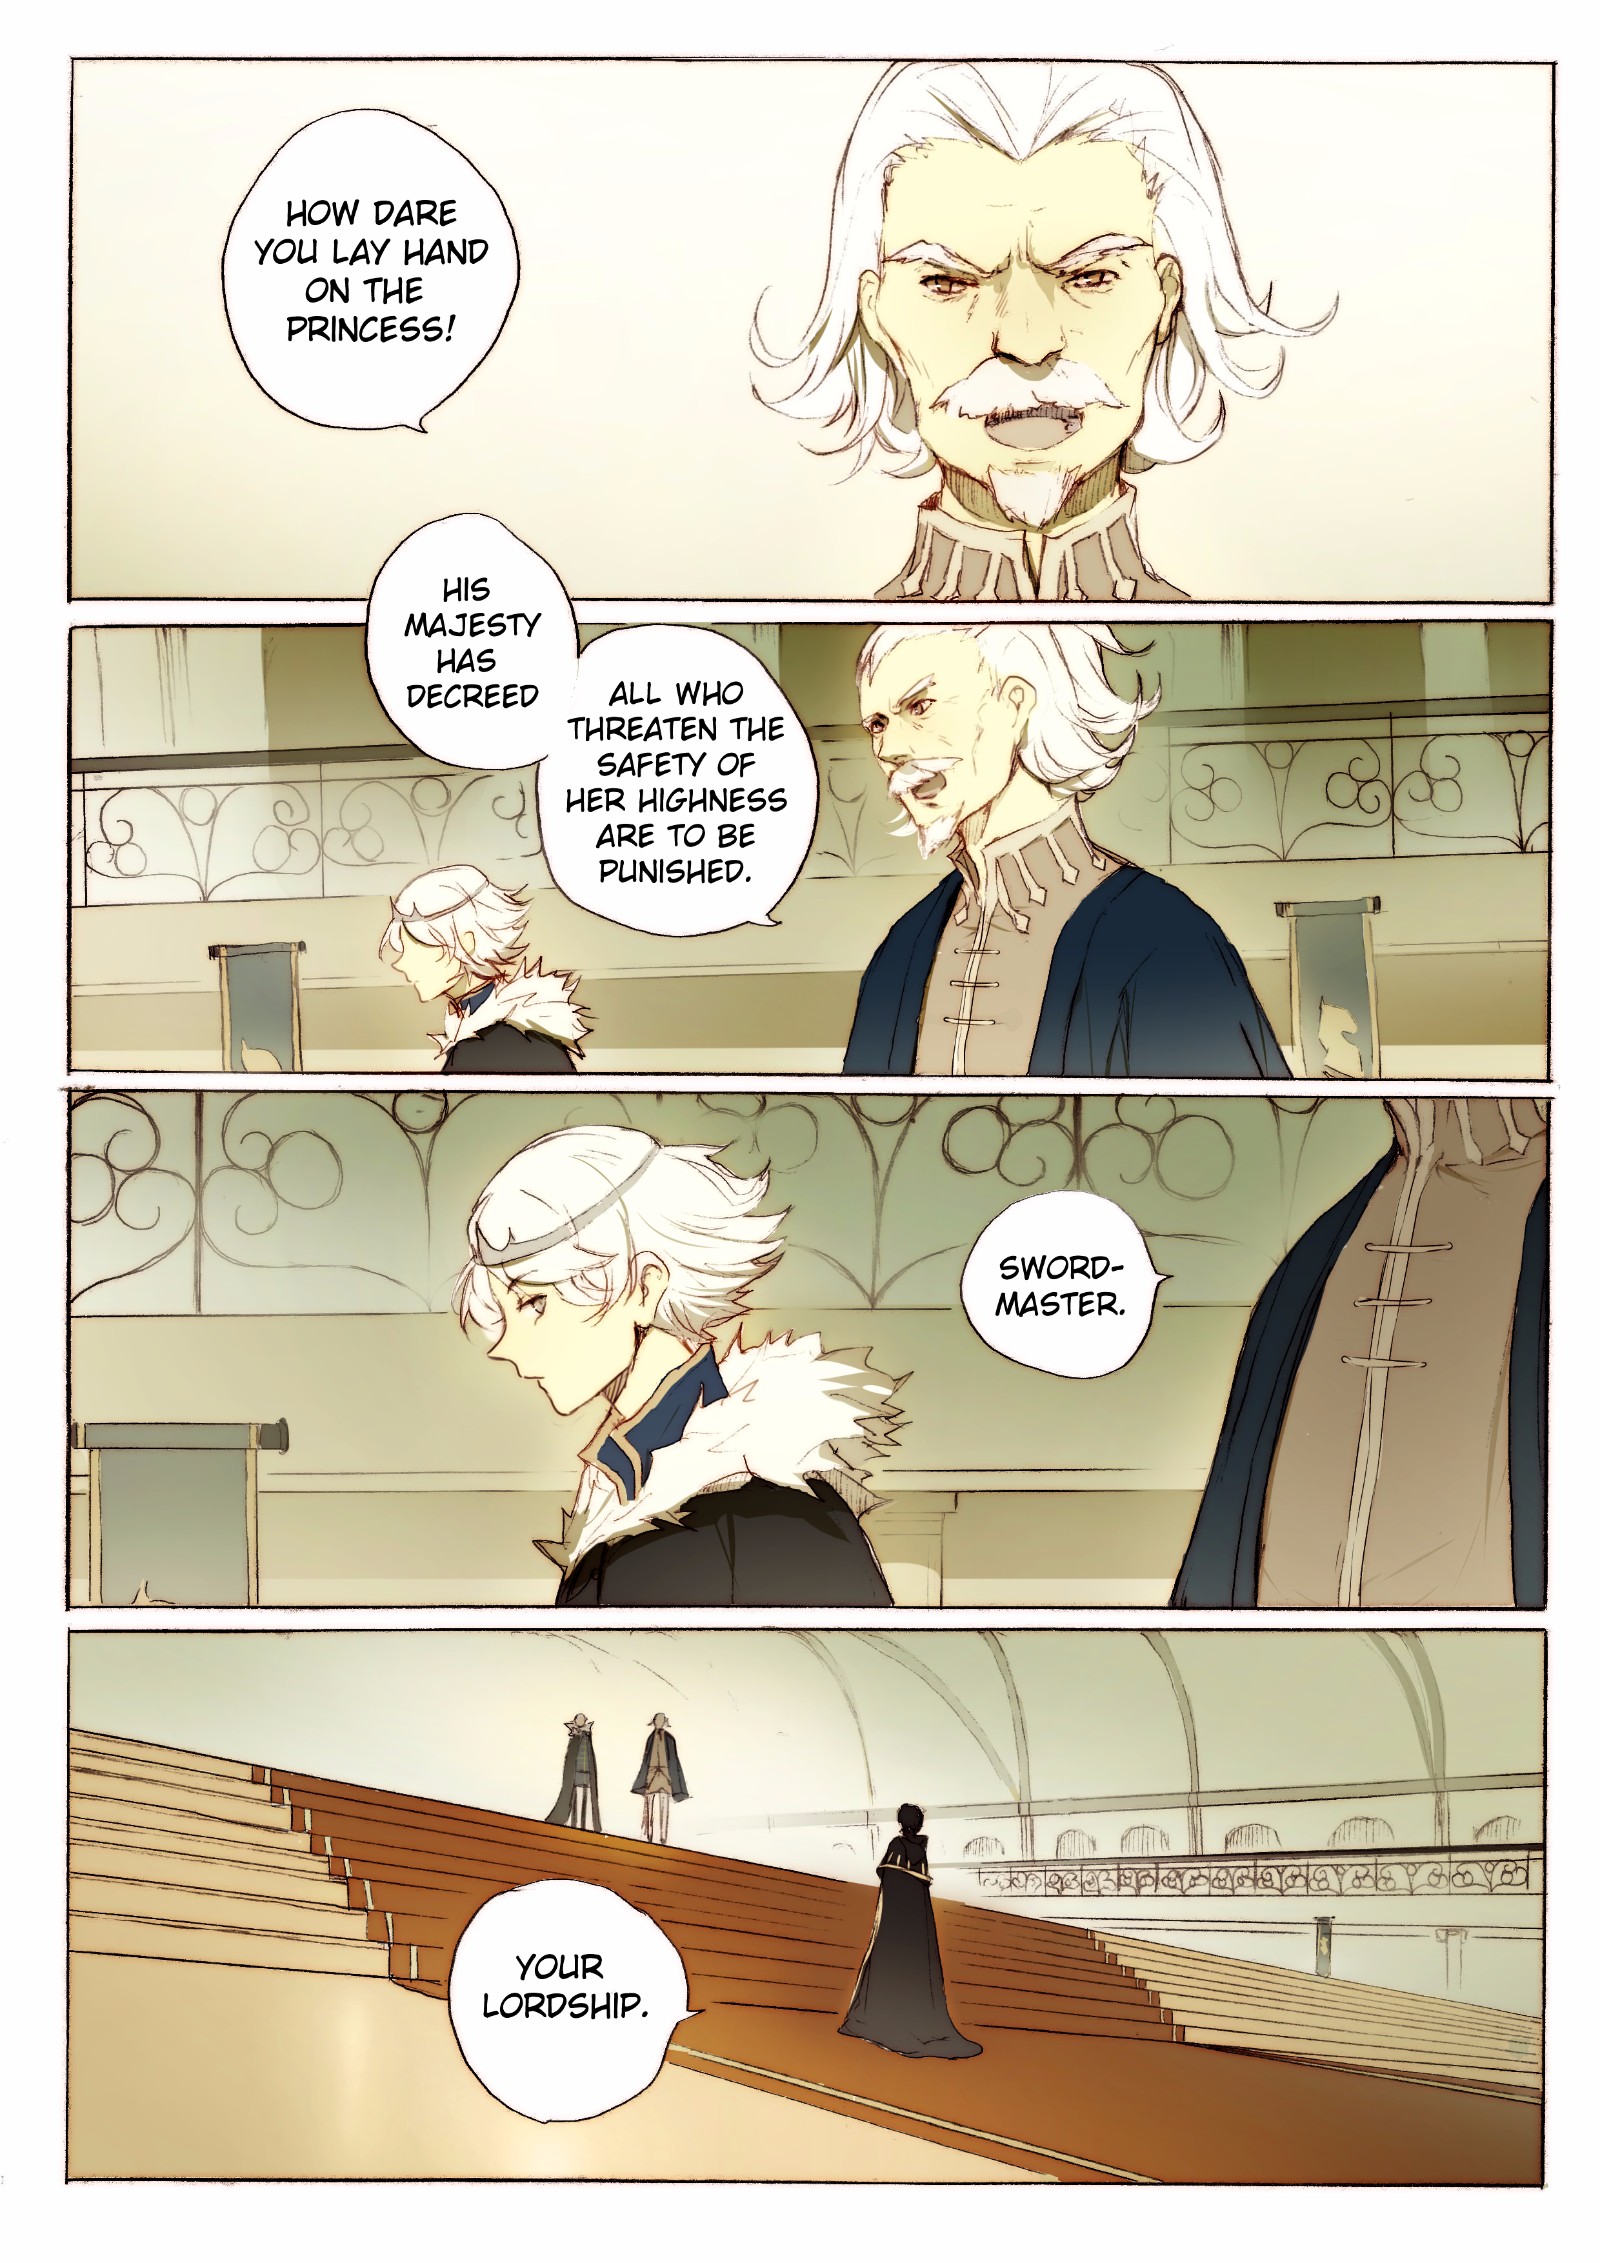 HOW DARE
YOU LAY HAND
ON THE
PRINCESS!
HIS
MAJESTY
HAS
DECREED
ALL WHO
THREATEN THE
SAFETY OF
HER HIGHNESS
ARE TO BE
PUNISHED.
SWORD-
MASTER.
YOUR
LORDSHIP.